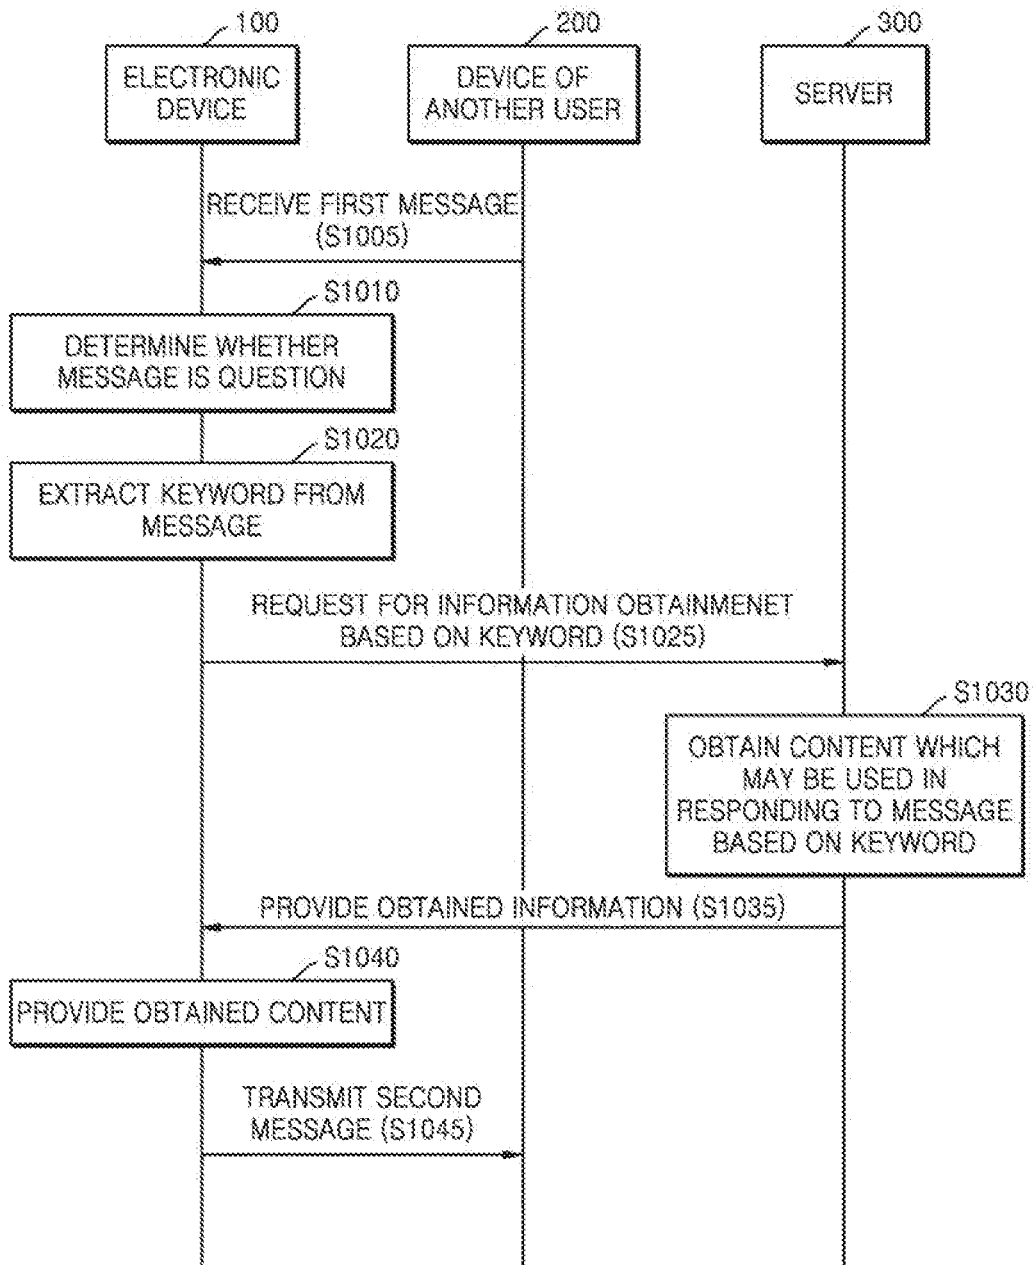 100
200
300
ELECTRONIC
DEVICE
DEVICE OF
ANOTHER USER
SERVER
RECEIVE FIRST MESSAGE
(S1005)
S1010
DETERMINE WHETHER
MESSAGE IS QUESTION
S1020
EXTRACT KEYWORD FROM
MESSAGE
REQUEST FOR INFORMATION OBTAINMENET
BASED ON KEYWORD (S1025)
S1030
OBTAIN CONTENT WHICH
MAY BE USED IN
RESPONDING TO MESSAGE
BASED ON KEYWORD
PROVIDE OBTAINED INFORMATION (S1035)
S1040
PROVIDE OBTAINED CONTENT
TRANSMIT SECOND
MESSAGE (S1045)